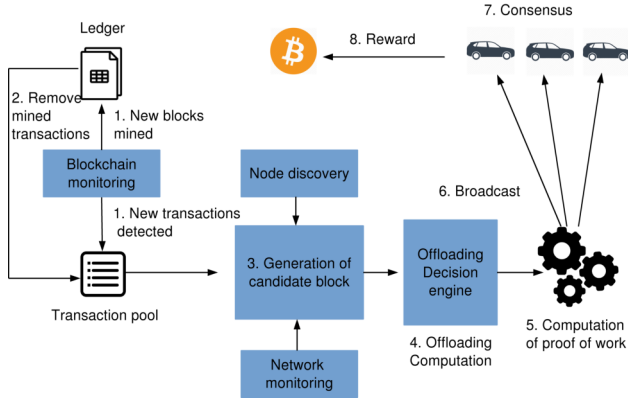 7. Consensus
Ledger
8. Reward
2. Remove
mined
transactions
1. New blocks
mined
Blockchain
monitoring
Node discovery
6. Broadcast
1. New transactions
detected
3. Generation of
candidate block
Offloading
Decision
engine
Transaction pool
4. Offloading
Computation
5. Computation
of proof of work
Network
monitoring